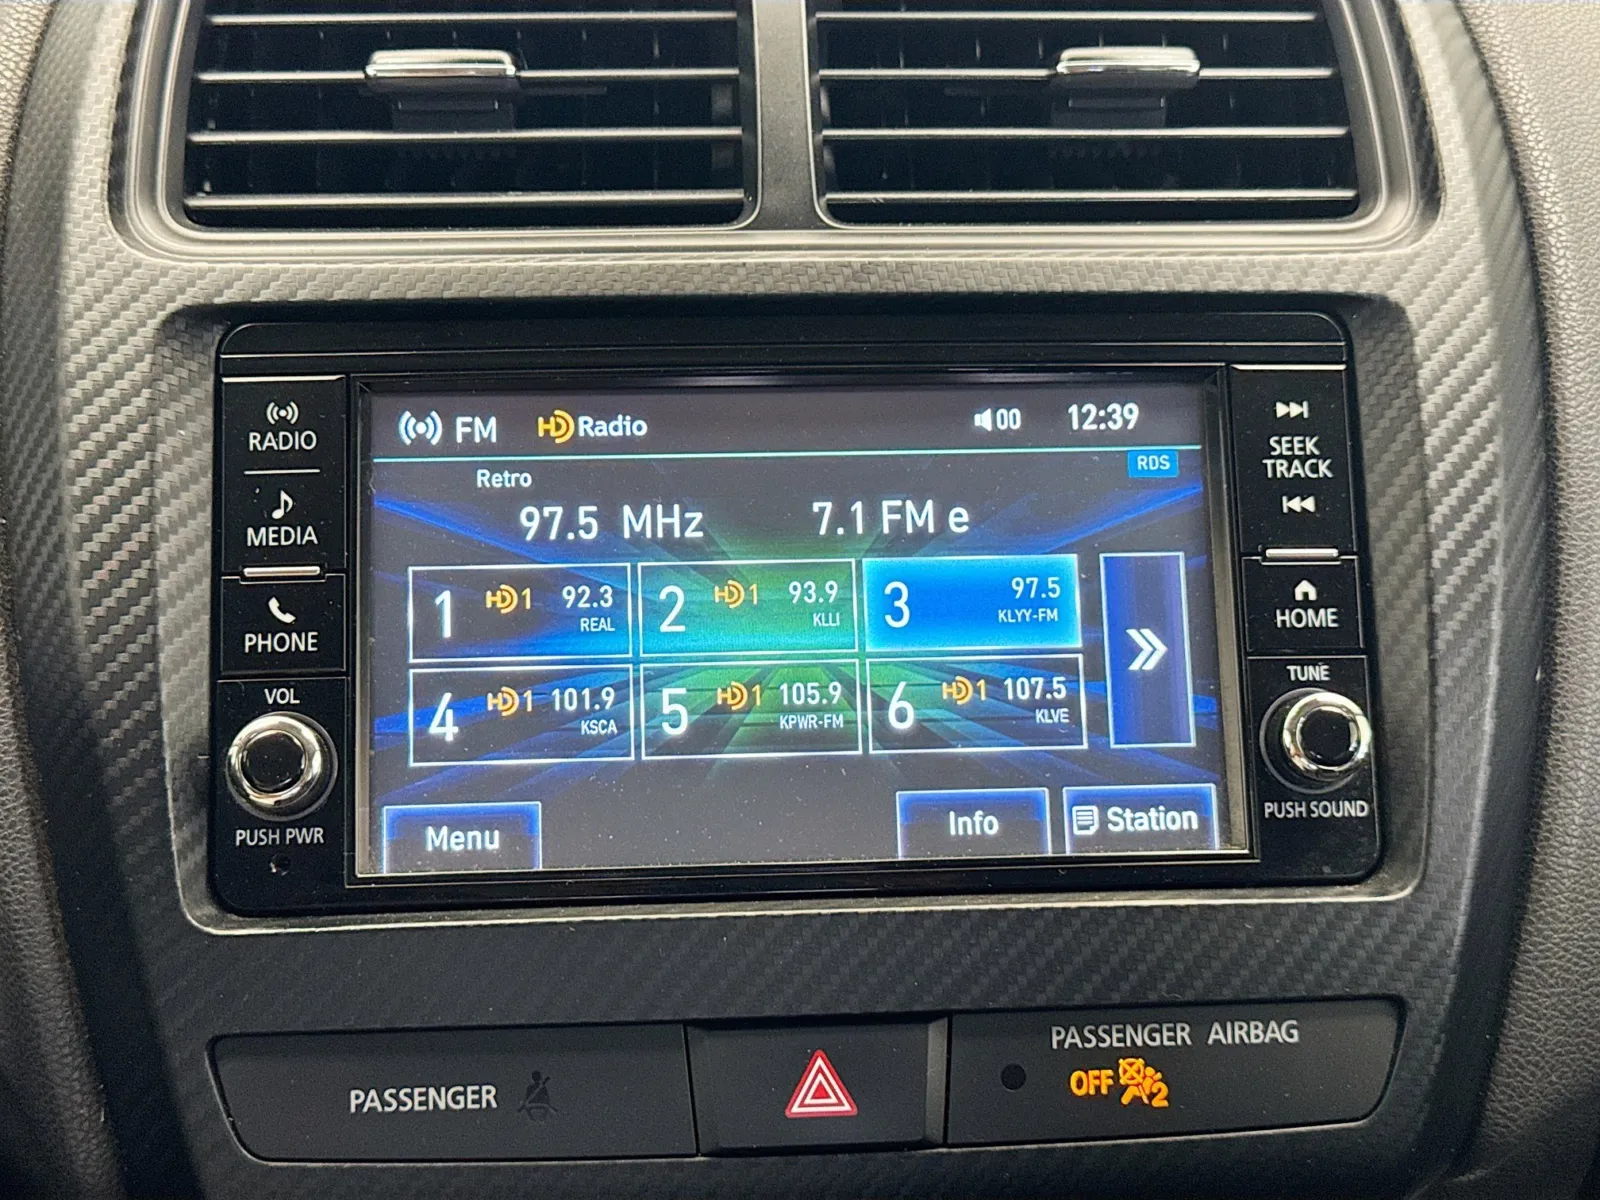 RADIO
MEDIA
PHONE
VOL
PUSH PWR
FM HD Radio 00 12:39
RDS
Retro
97.5 MHz 7.1 FM e
1 HD1 92.3
REAL
2 HD1 93.9
KLLI
3 97.5
KLYY-FM
4 HD1 101.9
KSCA
5 HD1 105.9
KPWR-FM
6 HD1 107.5
KLVE
Menu
Info
Station
SEEK
TRACK
HOME
TUNE
PUSH SOUND
PASSENGER
PASSENGER AIRBAG
OFF 2